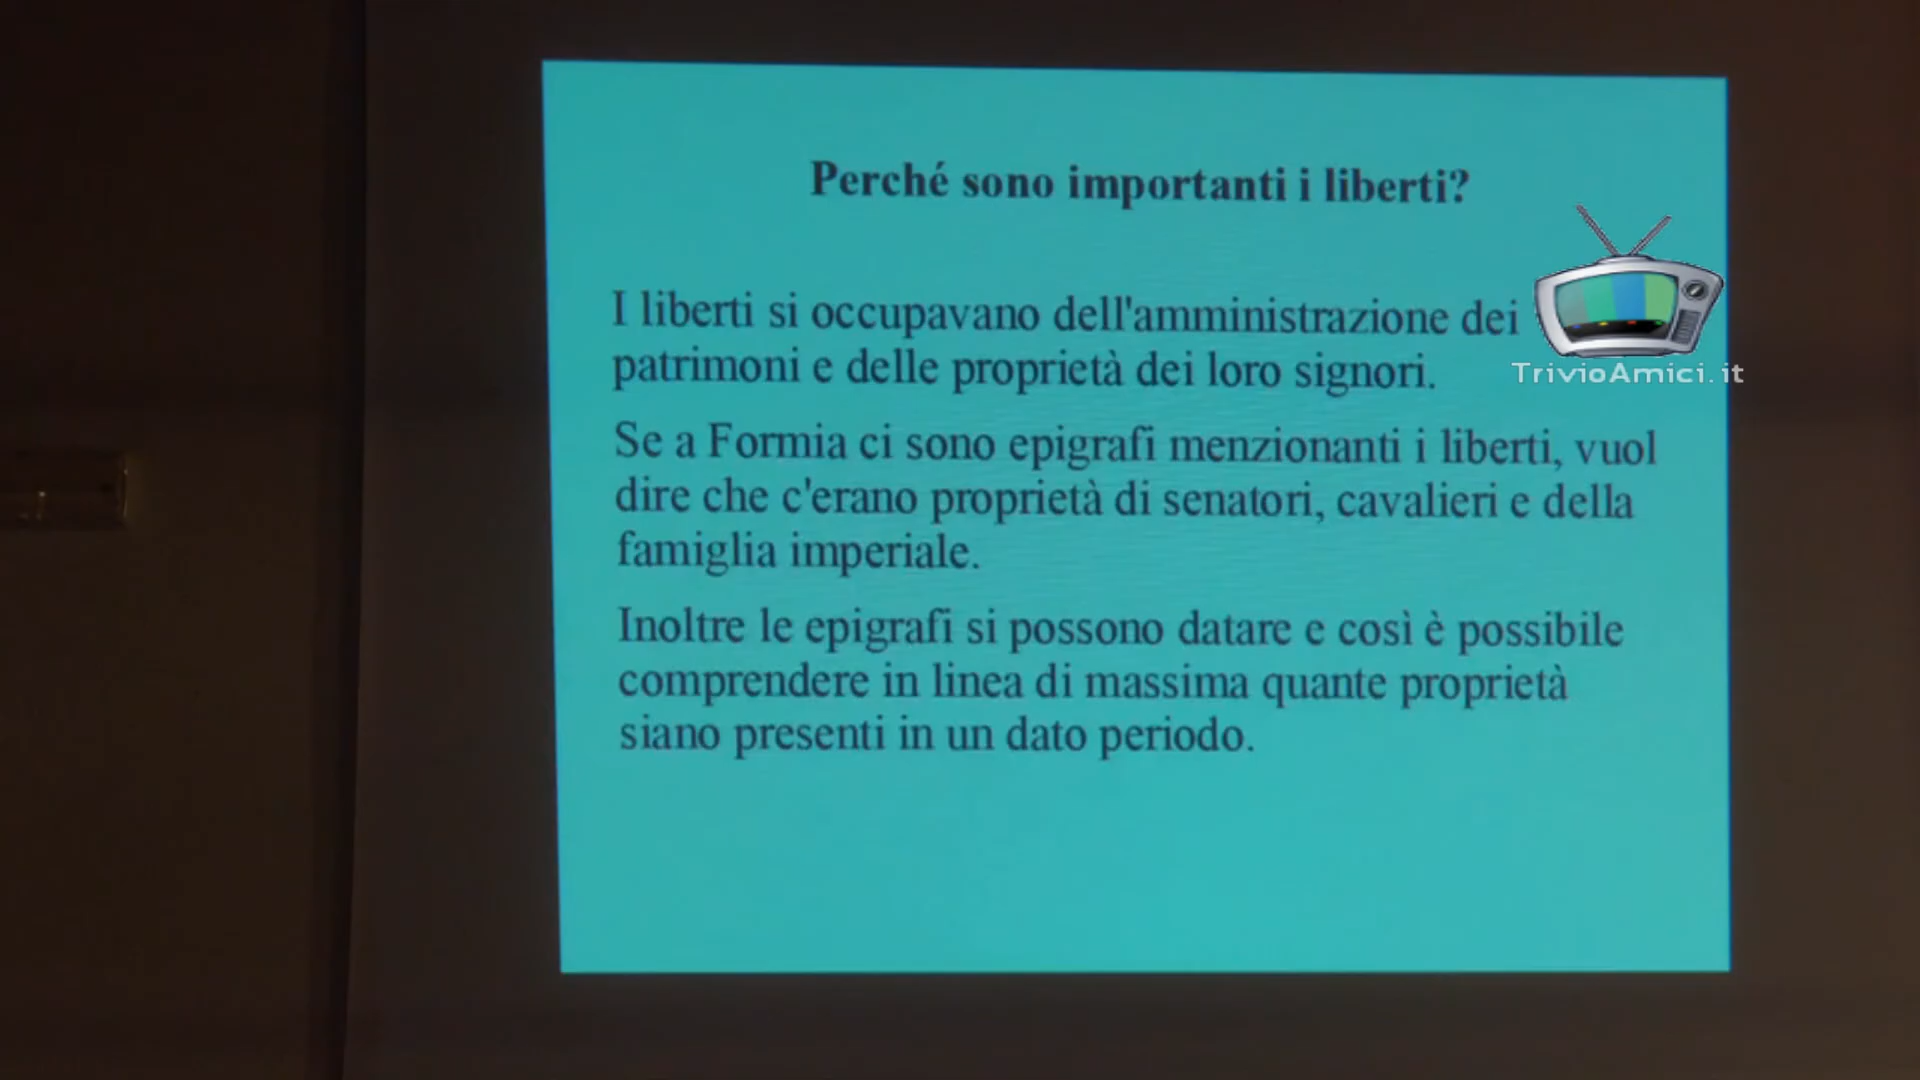 Perché sono importanti i liberti?
I liberti si occupavano dell'amministrazione dei
patrimoni e delle proprietà dei loro signori.
TrivioAmici.it
Se a Formia ci sono epigrafi menzionanti i liberti, vuol
dire che c'erano proprietà di senatori, cavalieri e della
famiglia imperiale.
Inoltre le epigrafi si possono datare e così è possibile
comprendere in linea di massima quante proprietà
siano presenti in un dato periodo.